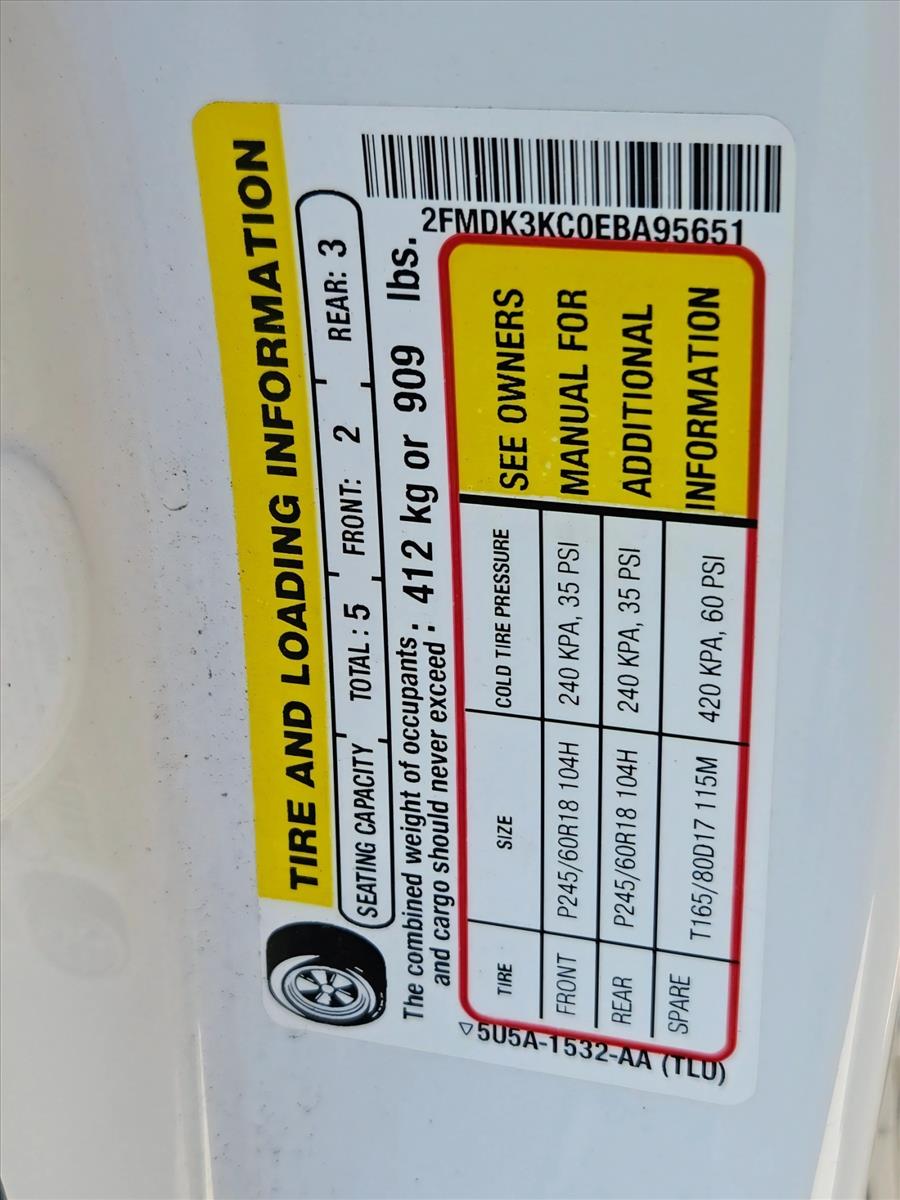 TIRE AND LOADING INFORMATION
SEATING CAPACITY TOTAL : 5 FRONT: 2 REAR: 3
The combined weight of occupants : 412 kg or 909 lbs.
and cargo should never exceed
2FMDK3KC0EBA95651
TIRE SIZE COLD TIRE PRESSURE
FRONT P245/60R18 104H 240 KPA, 35 PSI
REAR P245/60R18 104H 240 KPA, 35 PSI
SPARE T165/80D17 115M 420 KPA, 60 PSI
SEE OWNERS
MANUAL FOR
ADDITIONAL
INFORMATION
▽5U5A-1532-AA (TLU)